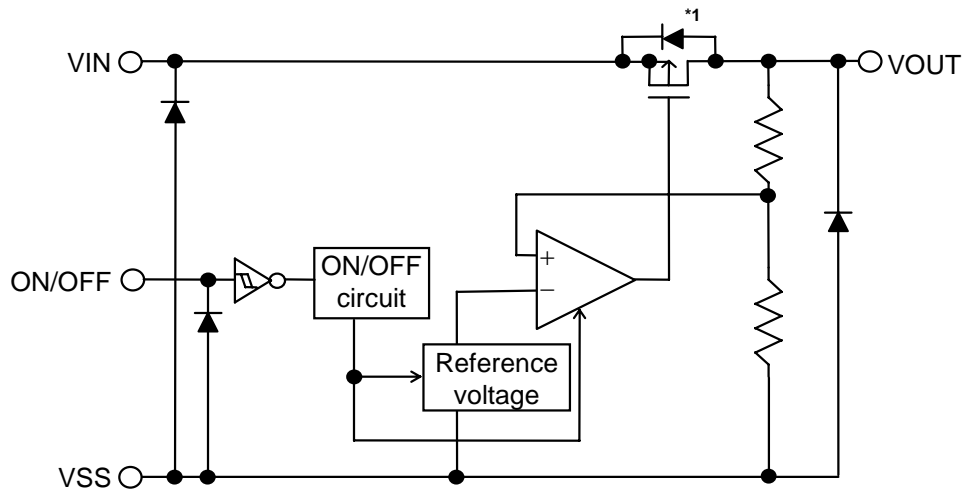 *1
VIN
VOUT
ON/OFF
ON/OFF
circuit
+
−
Reference
voltage
VSS